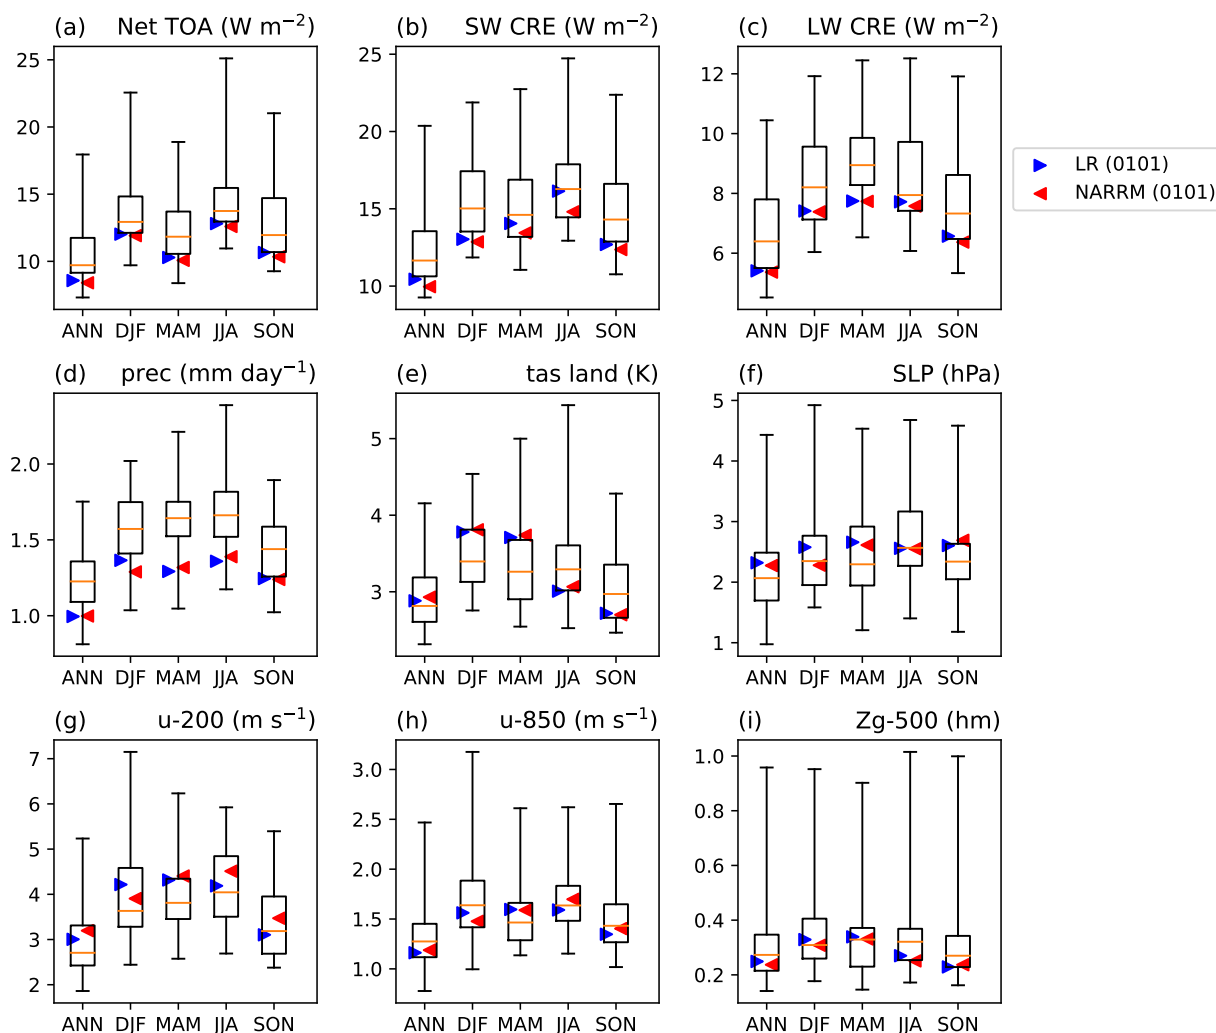 (a) Net TOA (W m⁻²)
25
20
15
10
ANN DJF MAM JJA SON
(b) SW CRE (W m⁻²)
25
20
15
10
ANN DJF MAM JJA SON
(c) LW CRE (W m⁻²)
12
10
8
6
ANN DJF MAM JJA SON
LR (0101)
NARRM (0101)
(d) prec (mm day⁻¹)
2.0
1.5
1.0
ANN DJF MAM JJA SON
(e) tas land (K)
5
4
3
ANN DJF MAM JJA SON
(f) SLP (hPa)
5
4
3
2
1
ANN DJF MAM JJA SON
(g) u-200 (m s⁻¹)
7
6
5
4
3
2
ANN DJF MAM JJA SON
(h) u-850 (m s⁻¹)
3.0
2.5
2.0
1.5
1.0
ANN DJF MAM JJA SON
(i) Zg-500 (hm)
1.0
0.8
0.6
0.4
0.2
ANN DJF MAM JJA SON